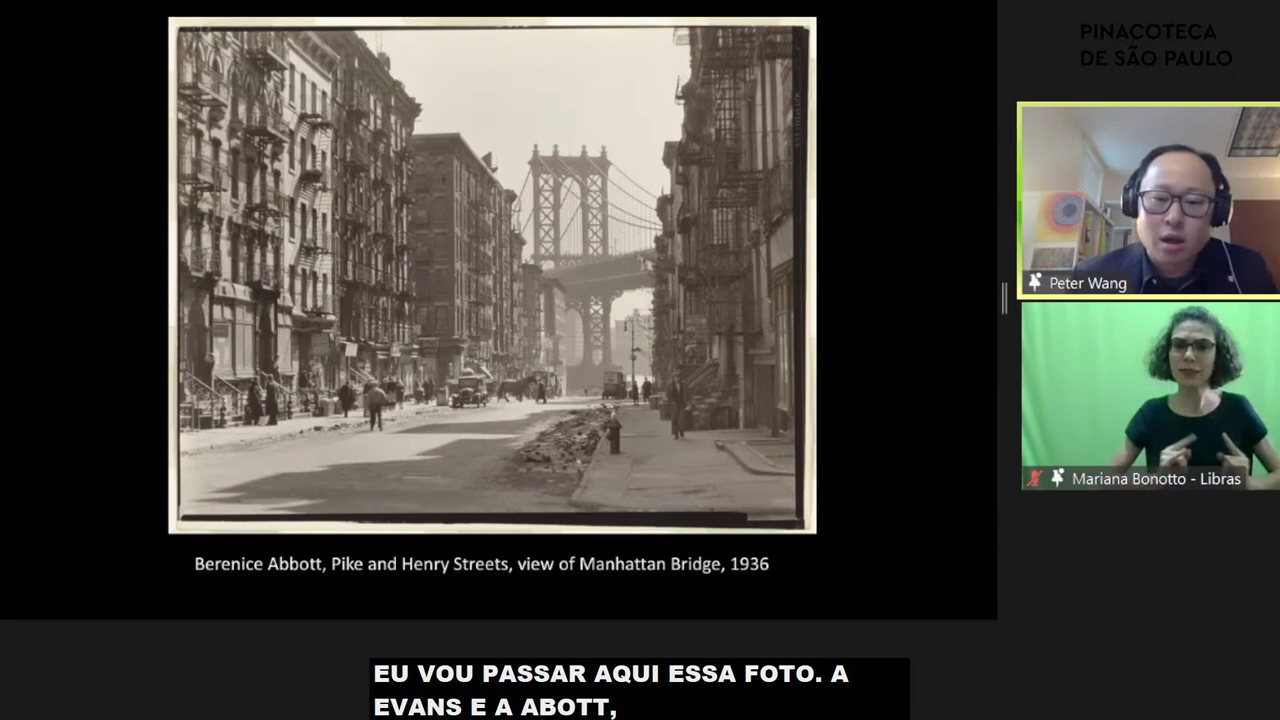 PINACOTECA
DE SÃO PAULO
Peter Wang
Mariana Bonotto - Libras
Berenice Abbott, Pike and Henry Streets, view of Manhattan Bridge, 1936
EU VOU PASSAR AQUI ESSA FOTO. A
EVANS E A ABOTT,